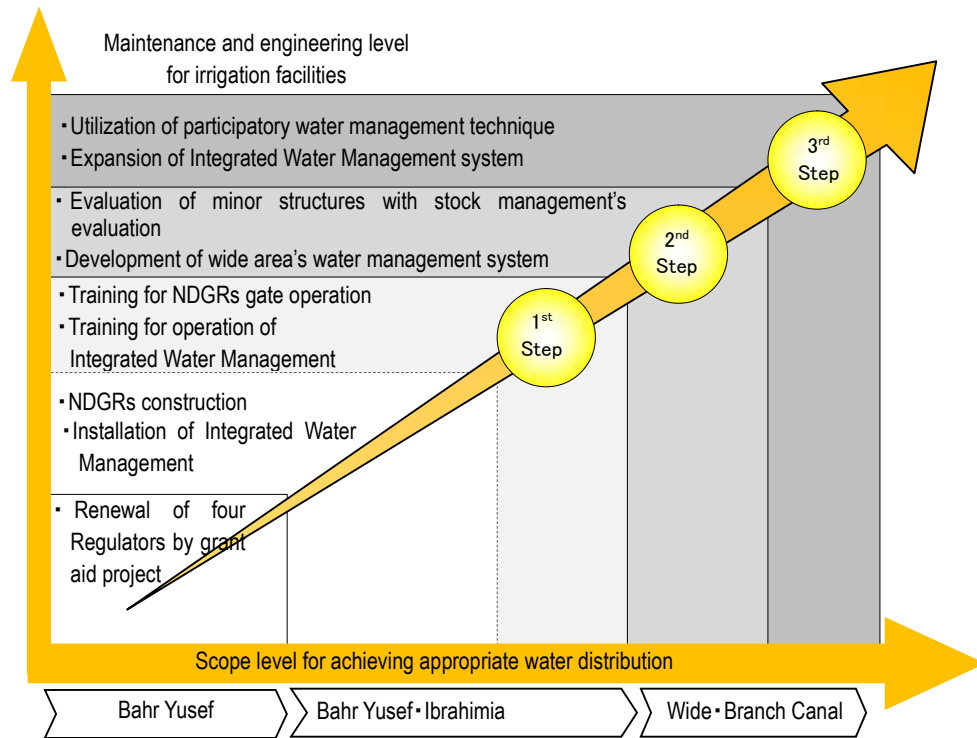 Maintenance and engineering level
for irrigation facilities
・Utilization of participatory water management technique
・Expansion of Integrated Water Management system
・Evaluation of minor structures with stock management's
evaluation
・Development of wide area's water management system
・Training for NDGRs gate operation
・Training for operation of
Integrated Water Management
・NDGRs construction
・Installation of Integrated Water
Management
・Renewal of four
Regulators by grant
aid project
1st
Step
2nd
Step
3rd
Step
Scope level for achieving appropriate water distribution
Bahr Yusef
Bahr Yusef・Ibrahimia
Wide・Branch Canal